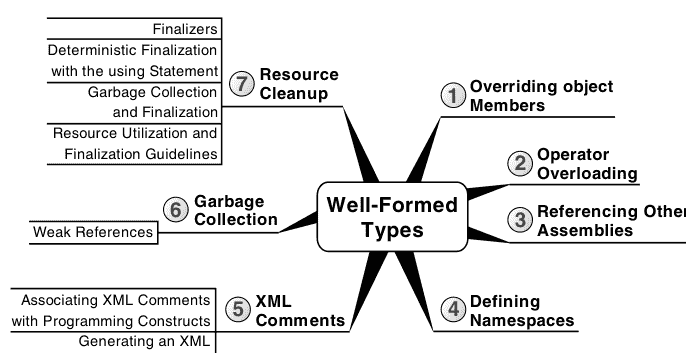 Well-Formed
Types
1
Overriding object
Members
2
Operator
Overloading
3
Referencing Other
Assemblies
4
Defining
Namespaces
5
XML
Comments
Associating XML Comments
with Programming Constructs
Generating an XML
6
Garbage
Collection
Weak References
7
Resource
Cleanup
Finalizers
Deterministic Finalization
with the using Statement
Garbage Collection
and Finalization
Resource Utilization and
Finalization Guidelines